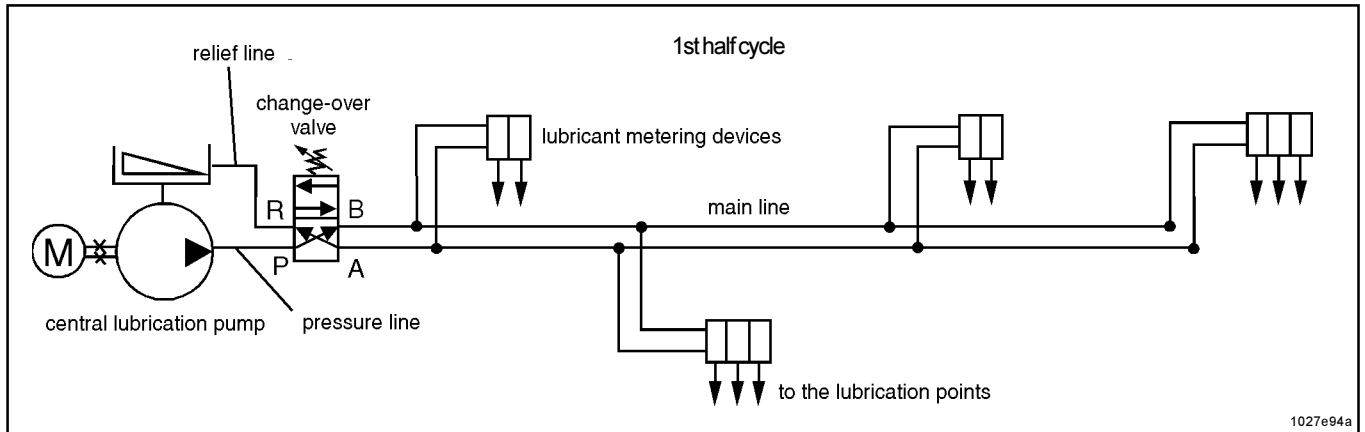 1st half cycle
relief line
change-over
valve
lubricant metering devices
R
B
main line
M
P
A
central lubrication pump
pressure line
to the lubrication points
1027e94a